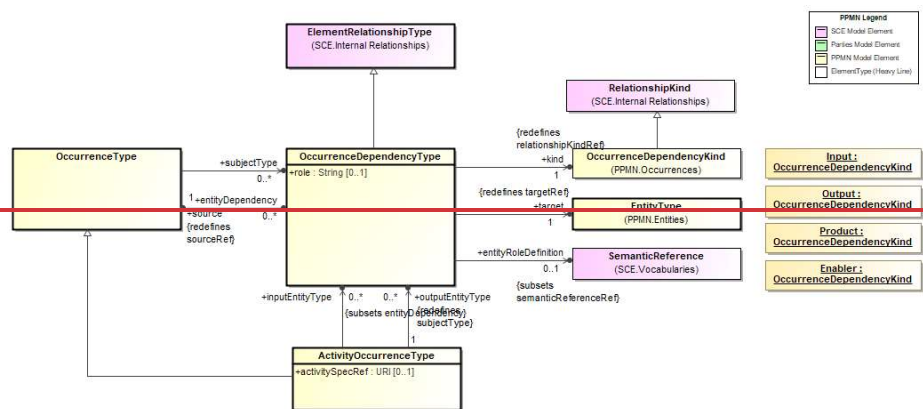 PPMN Legend
SCE Model Element
Parties Model Element
PPMN Model Element
ElementType (Heavy Line)
ElementRelationshipType
(SCE.Internal Relationships)
RelationshipKind
(SCE.Internal Relationships)
OccurrenceType
+subjectType
0..*
1
+entityDependency
+source
0..*
{redefines
sourceRef}
OccurrenceDependencyType
+role : String [0..1]
{redefines
relationshipKindRef}
+kind
1
OccurrenceDependencyKind
(PPMN.Occurrences)
{redefines targetRef}
+target
1
EntityType
(PPMN.Entities)
+entityRoleDefinition
0..1
{subsets
semanticReferenceRef}
SemanticReference
(SCE.Vocabularies)
Input :
OccurrenceDependencyKind
Output :
OccurrenceDependencyKind
Product :
OccurrenceDependencyKind
Enabler :
OccurrenceDependencyKind
+inputEntityType
0..*
0..*
+outputEntityType
{subsets entityDependency}
{redefines
subjectType}
1
ActivityOccurrenceType
+activitySpecRef : URI [0..1]